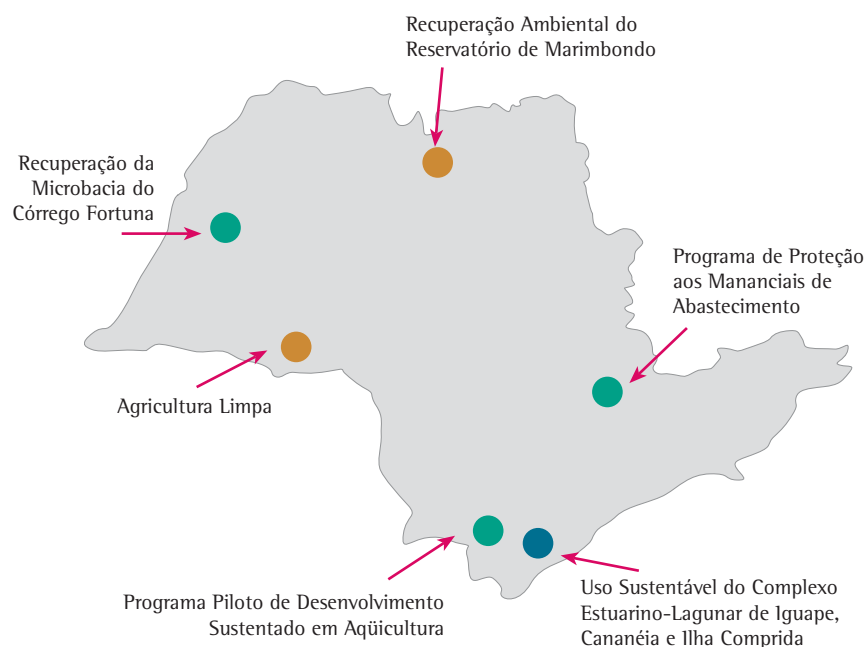 Recuperação Ambiental do
Reservatório de Marimbondo
Recuperação da
Microbacia do
Córrego Fortuna
Programa de Proteção
aos Mananciais de
Abastecimento
Agricultura Limpa
Programa Piloto de Desenvolvimento
Sustentado em Aqüicultura
Uso Sustentável do Complexo
Estuarino-Lagunar de Iguape,
Cananéia e Ilha Comprida